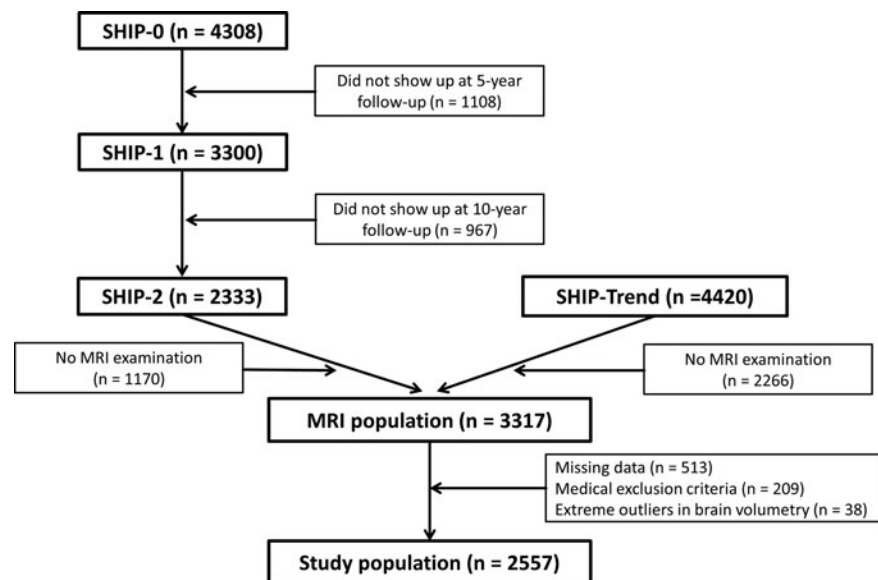 SHIP-0 (n = 4308)
Did not show up at 5-year
follow-up (n = 1108)
SHIP-1 (n = 3300)
Did not show up at 10-year
follow-up (n = 967)
SHIP-2 (n = 2333)
SHIP-Trend (n =4420)
No MRI examination
(n = 1170)
No MRI examination
(n = 2266)
MRI population (n = 3317)
Missing data (n = 513)
Medical exclusion criteria (n = 209)
Extreme outliers in brain volumetry (n = 38)
Study population (n = 2557)